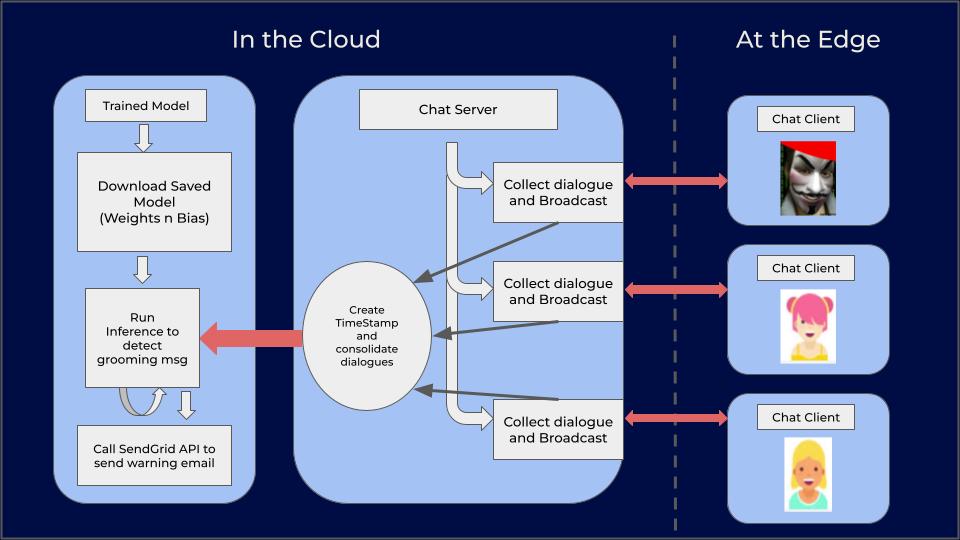 In the Cloud
At the Edge
Trained Model
Download Saved
Model
(Weights n Bias)
Run
Inference to
detect
grooming msg
Call SendGrid API to
send warning email
Chat Server
Collect dialogue
and Broadcast
Collect dialogue
and Broadcast
Collect dialogue
and Broadcast
Create
TimeStamp
and
consolidate
dialogues
Chat Client
Chat Client
Chat Client